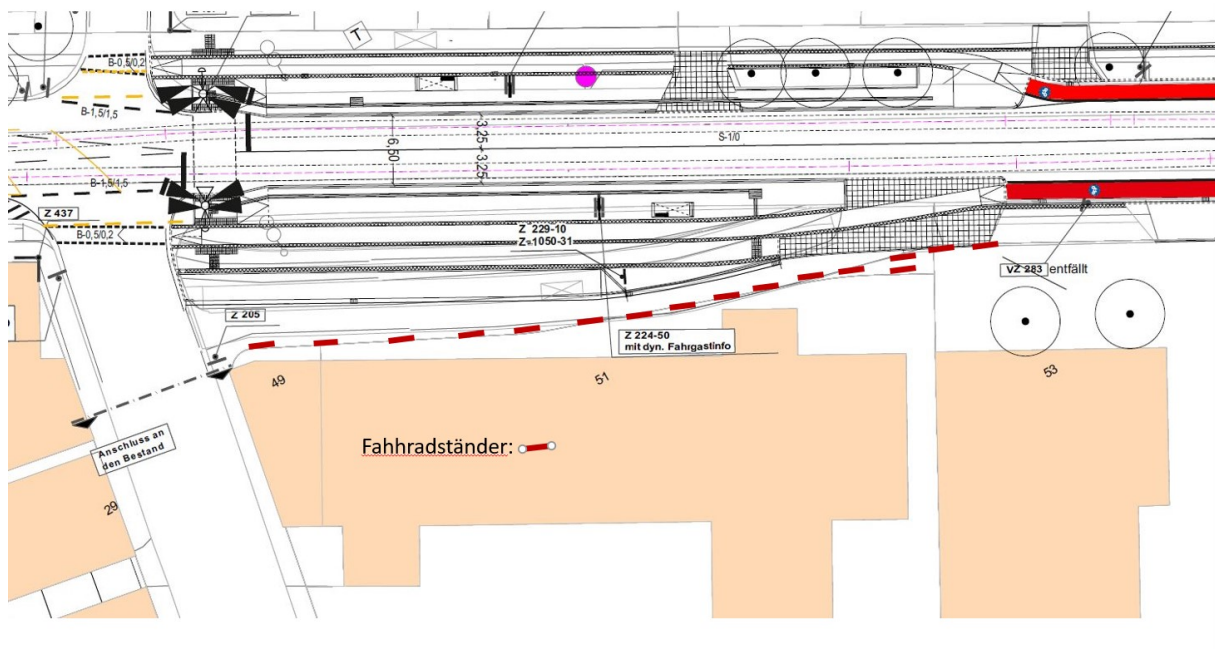 T
B-0,5/0,2
B-1,5/1,5
6,50
3,25
3,25
S-1/0
B-1,5/1,5
Z 437
B-0,5/0,2
Z 229-10
Z 1050-31
VZ 283 entfällt
Z 205
Z 224-50
mit dyn. Fahrgastinfo
49
51
53
Fahhradständer:
Anschluss an
den Bestand
29